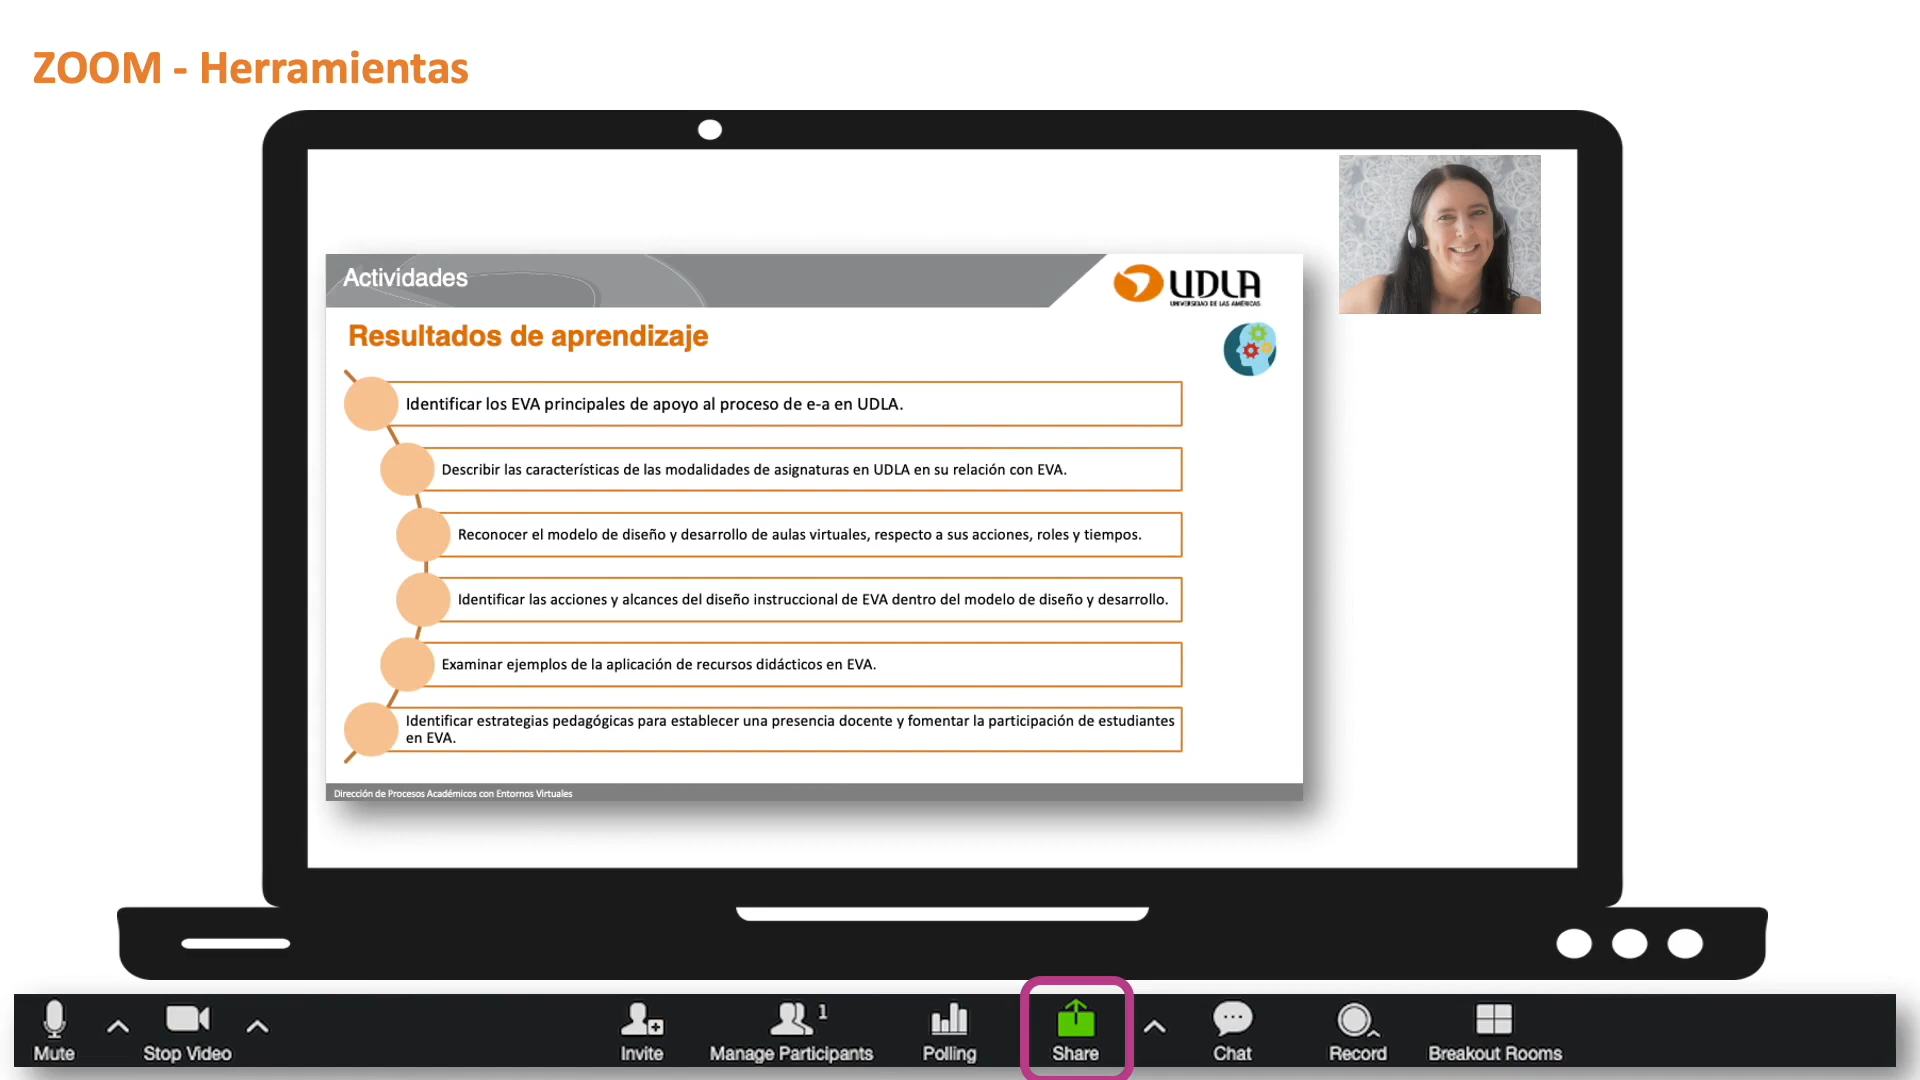 ZOOM - Herramientas
Actividades
UDLA
UNIVERSIDAD DE LAS AMÉRICAS
Resultados de aprendizaje
Identificar los EVA principales de apoyo al proceso de e-a en UDLA.
Describir las características de las modalidades de asignaturas en UDLA en su relación con EVA.
Reconocer el modelo de diseño y desarrollo de aulas virtuales, respecto a sus acciones, roles y tiempos.
Identificar las acciones y alcances del diseño instruccional de EVA dentro del modelo de diseño y desarrollo.
Examinar ejemplos de la aplicación de recursos didácticos en EVA.
Identificar estrategias pedagógicas para establecer una presencia docente y fomentar la participación de estudiantes
en EVA.
Dirección de Procesos Académicos con Entornos Virtuales
1
Mute
Stop Video
Invite
Manage Participants
Polling
Share
Chat
Record
Breakout Rooms